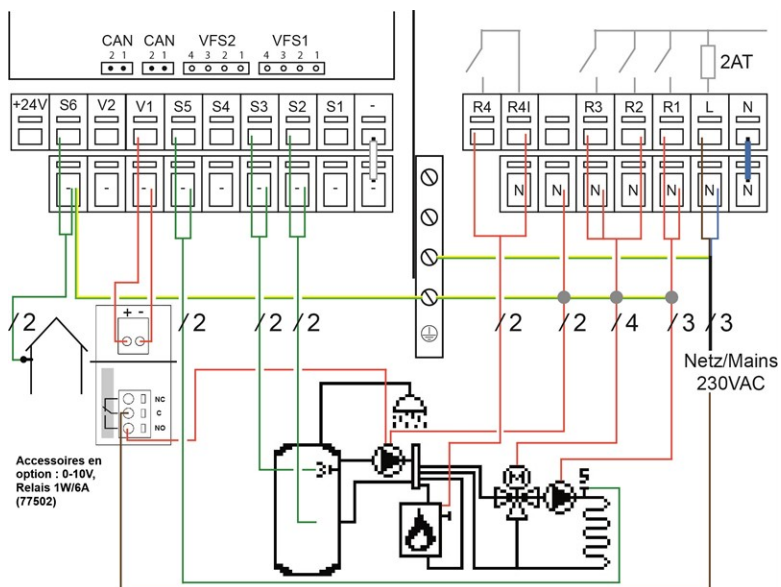 CAN CAN VFS2 VFS1
2 1 2 1 4 3 2 1 4 3 2 1
2AT
+24V S6 V2 V1 S5 S4 S3 S2 S1 -
R4 R4I R3 R2 R1 L N
- - - - - - - - -
N N N N N N N
+ -
/2 /2 /2 /2 /2 /2 /4 /3 /3
Netz/Mains
230VAC
NC
C
NO
Accessoires en
option : 0-10V,
Relais 1W/6A
(77502)
M
5